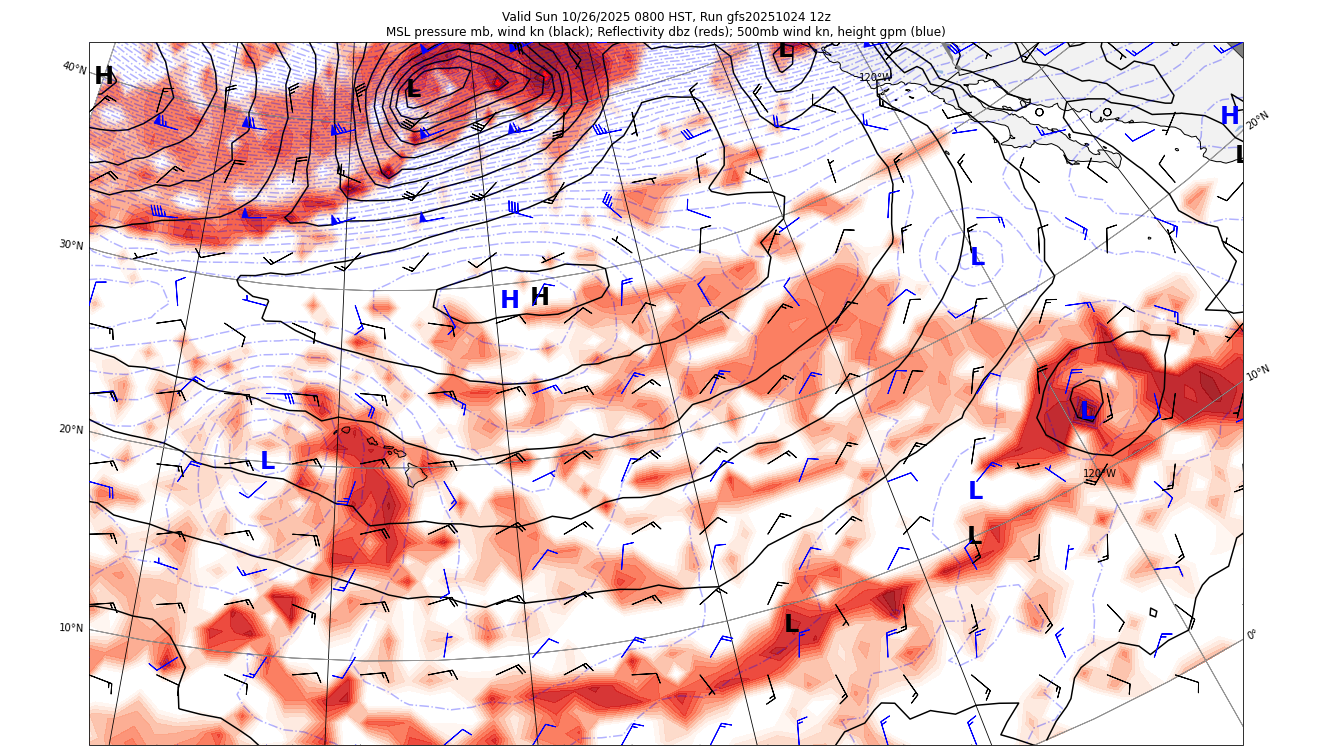 Valid Sun 10/26/2025 0800 HST, Run gfs20251024 12z
MSL pressure mb, wind kn (black); Reflectivity dbz (reds); 500mb wind kn, height gpm (blue)
L
40°N
H
120°W
L
H
20°N
L
30°N
L
H
H
10°N
L
20°N
L
120°W
L
L
L
10°N
0°